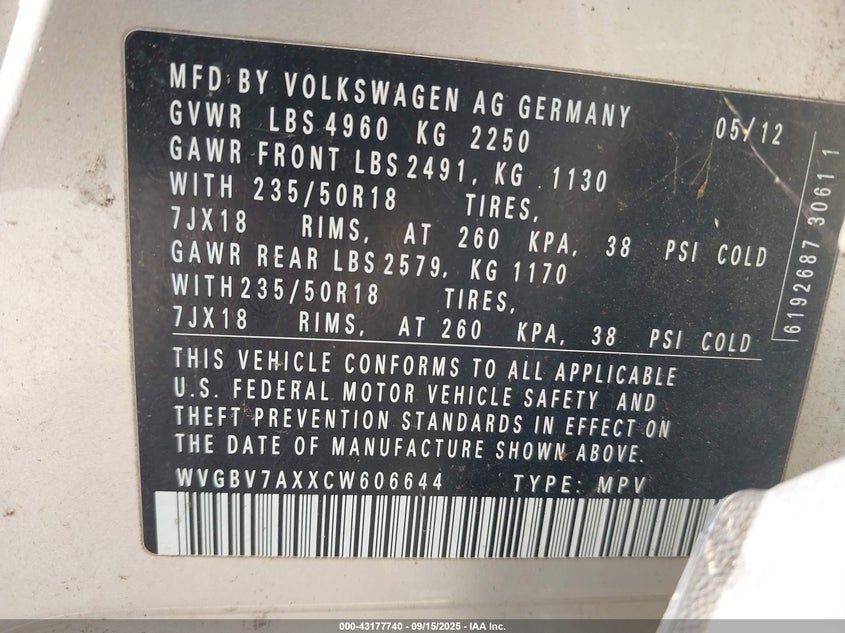 MFD BY VOLKSWAGEN AG GERMANY 05/12
GVWR LBS 4960 KG 2250
GAWR FRONT LBS 2491, KG 1130
WITH 235/50R18 TIRES,
7JX18 RIMS, AT 260 KPA, 38 PSI COLD
GAWR REAR LBS 2579, KG 1170
WITH 235/50R18 TIRES,
7JX18 RIMS, AT 260 KPA, 38 PSI COLD
THIS VEHICLE CONFORMS TO ALL APPLICABLE
U.S. FEDERAL MOTOR VEHICLE SAFETY AND
THEFT PREVENTION STANDARDS IN EFFECT ON
THE DATE OF MANUFACTURE SHOWN ABOVE.
WVGBV7AXXCW606644 TYPE: MPV
6192687 3061 1
000-43177740 - 09/15/2025 - IAA Inc.